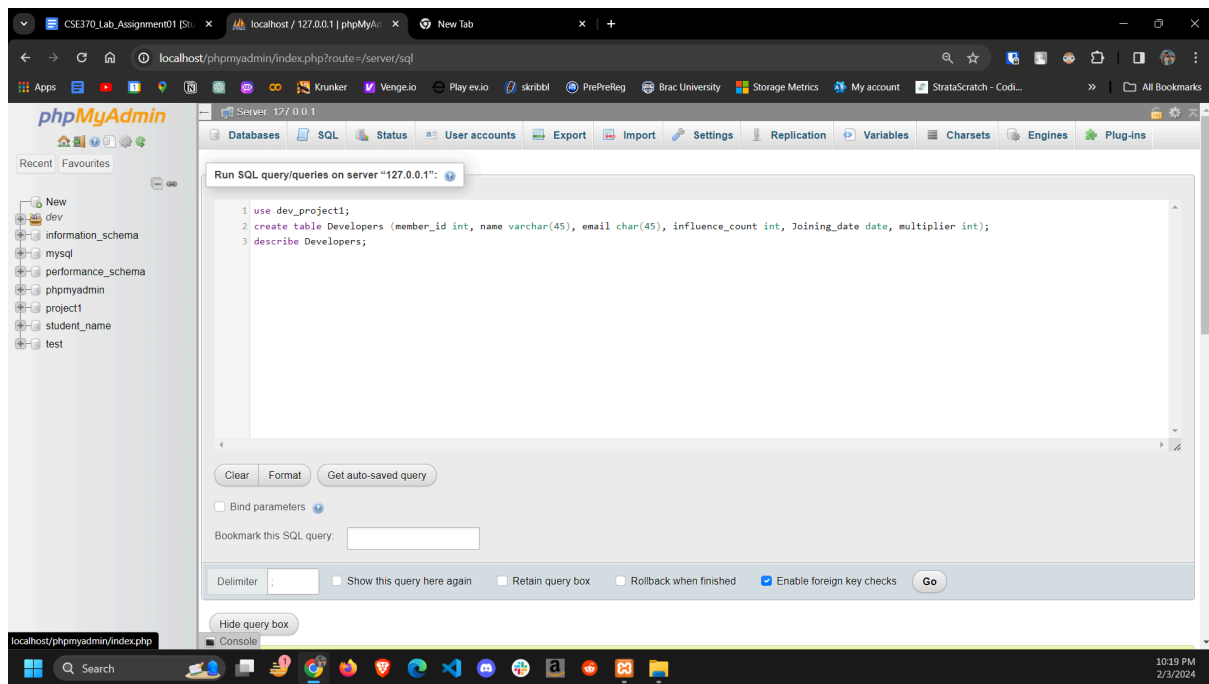 CSE370_Lab_Assignment01 [Stu
localhost / 127.0.0.1 | phpMyAd
New Tab
localhost/phpmyadmin/index.php?route=/server/sql
Apps
Krunker
Venge.io
Play ev.io
skribbl
PrePreReg
Brac University
Storage Metrics
My account
StrataScratch - Codi...
All Bookmarks
phpMyAdmin
Recent
Favourites
New
dev
information_schema
mysql
performance_schema
phpmyadmin
project1
student_name
test
Server: 127.0.0.1
Databases
SQL
Status
User accounts
Export
Import
Settings
Replication
Variables
Charsets
Engines
Plug-ins
Run SQL query/queries on server “127.0.0.1”:
1 use dev_project1;
2 create table Developers (member_id int, name varchar(45), email char(45), influence_count int, Joining_date date, multiplier int);
3 describe Developers;
Clear
Format
Get auto-saved query
Bind parameters
Bookmark this SQL query:
Delimiter ;
Show this query here again
Retain query box
Rollback when finished
Enable foreign key checks
Go
Hide query box
localhost/phpmyadmin/index.php
Console
Search
10:19 PM
2/3/2024